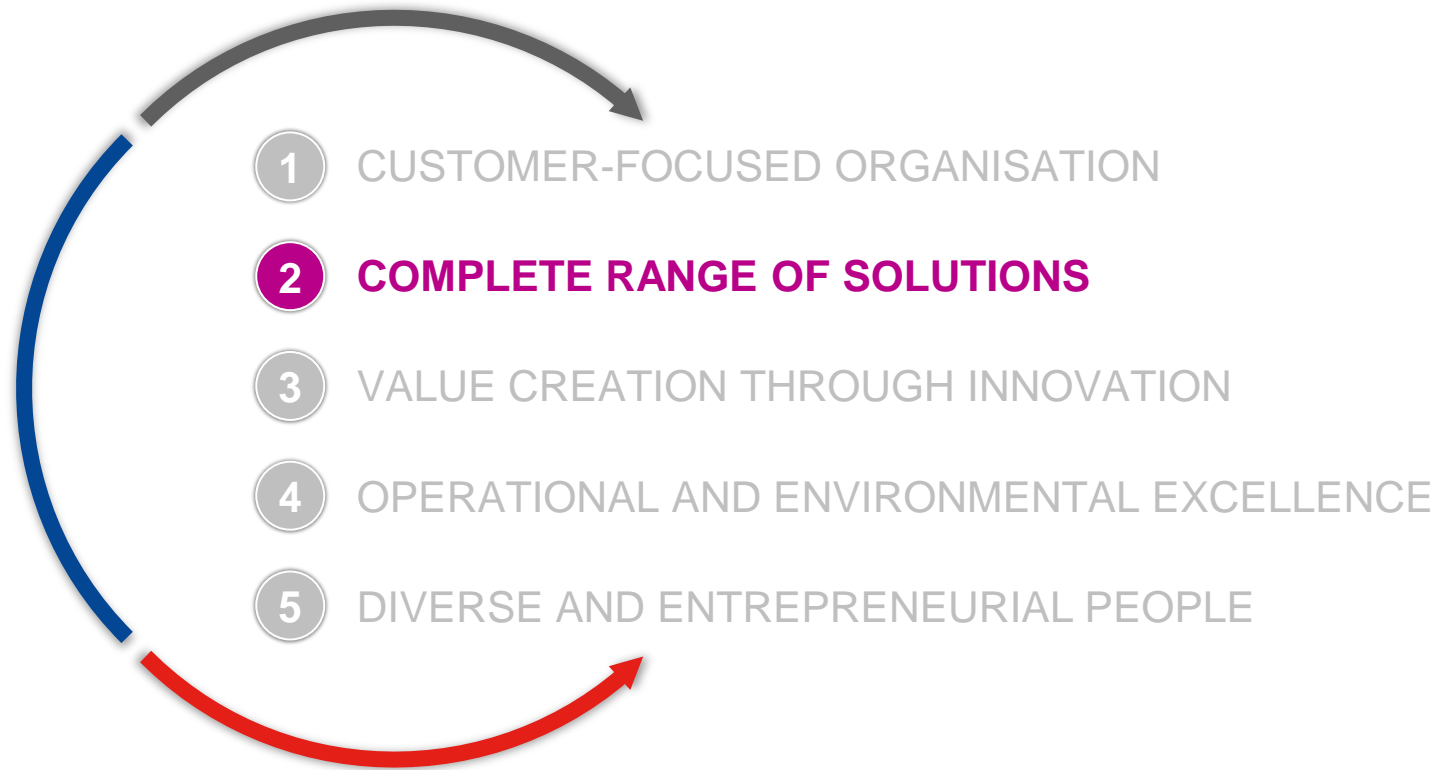 1 CUSTOMER-FOCUSED ORGANISATION
2 COMPLETE RANGE OF SOLUTIONS
3 VALUE CREATION THROUGH INNOVATION
4 OPERATIONAL AND ENVIRONMENTAL EXCELLENCE
5 DIVERSE AND ENTREPRENEURIAL PEOPLE